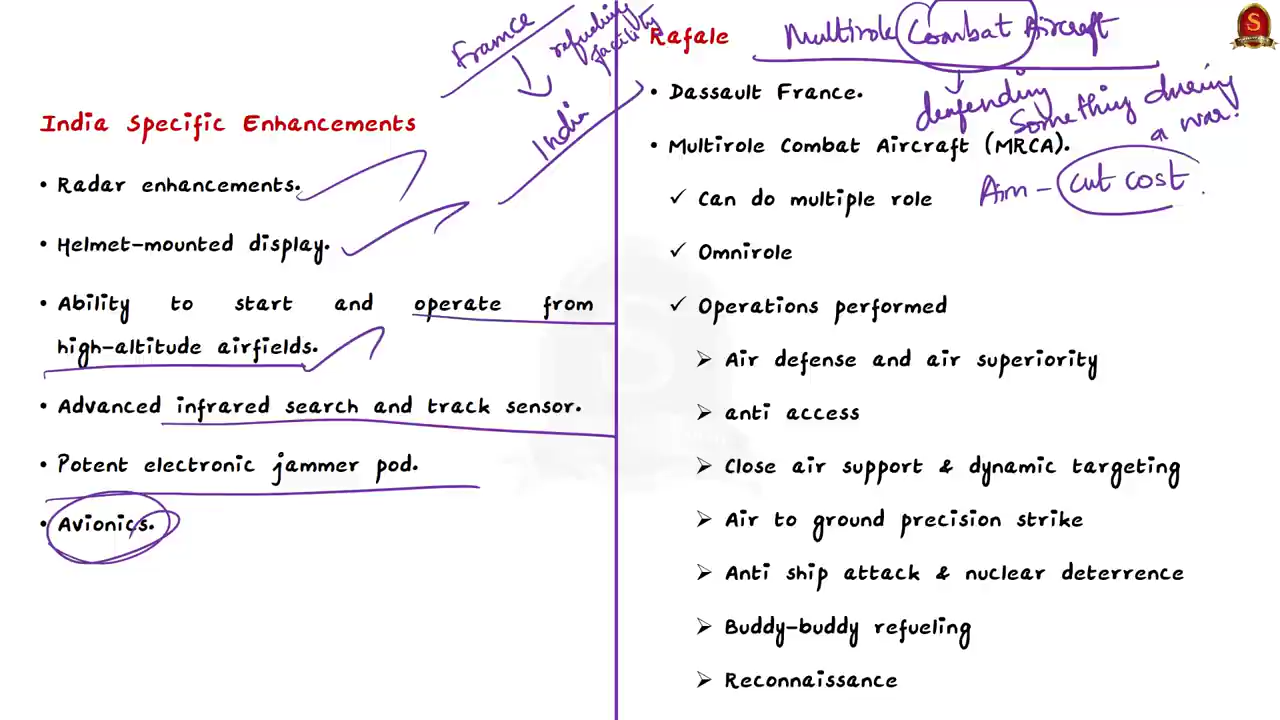 France
refueling
facility
India
India Specific Enhancements
• Radar enhancements.
• Helmet-mounted display.
• Ability to start and operate from
high-altitude airfields.
• Advanced infrared search and track sensor.
• Potent electronic jammer pod.
• Avionics.
Rafale
Multirole Combat Aircraft
defending
Something during
a war.
• Dassault France.
• Multirole Combat Aircraft (MRCA).
Aim - cut cost
✓ Can do multiple role
✓ Omnirole
✓ Operations performed
➢ Air defense and air superiority
➢ anti access
➢ Close air support & dynamic targeting
➢ Air to ground precision strike
➢ Anti ship attack & nuclear deterrence
➢ Buddy-buddy refueling
➢ Reconnaissance
S